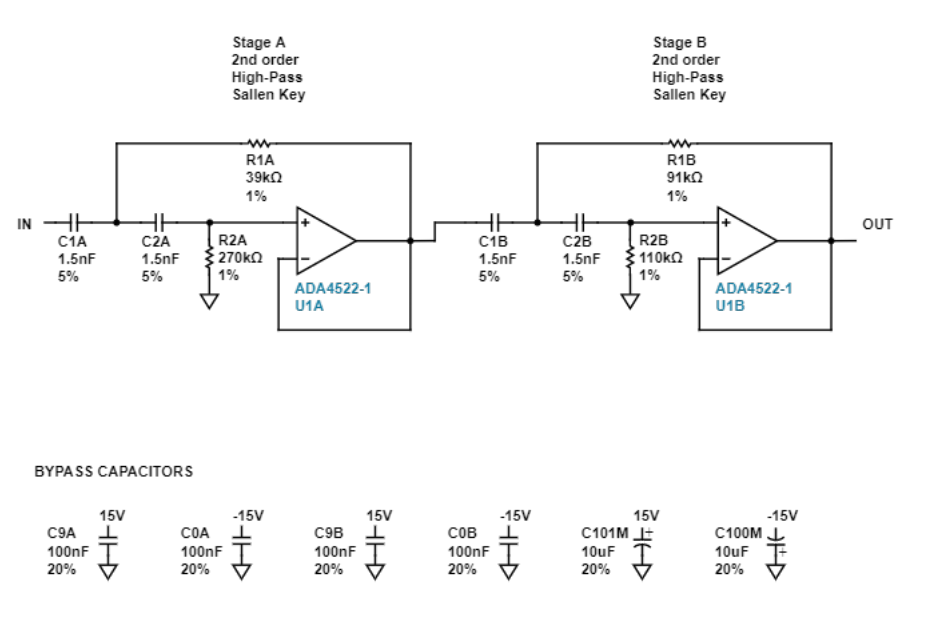 Stage A
2nd order
High-Pass
Sallen Key
Stage B
2nd order
High-Pass
Sallen Key
R1A
39kΩ
1%
R1B
91kΩ
1%
IN
C1A
1.5nF
5%
C2A
1.5nF
5%
R2A
270kΩ
1%
+
−
ADA4522-1
U1A
C1B
1.5nF
5%
C2B
1.5nF
5%
R2B
110kΩ
1%
+
−
ADA4522-1
U1B
OUT
BYPASS CAPACITORS
15V
C9A
100nF
20%
-15V
C0A
100nF
20%
15V
C9B
100nF
20%
-15V
C0B
100nF
20%
15V
C101M
+
10uF
20%
-15V
C100M
10uF
+
20%